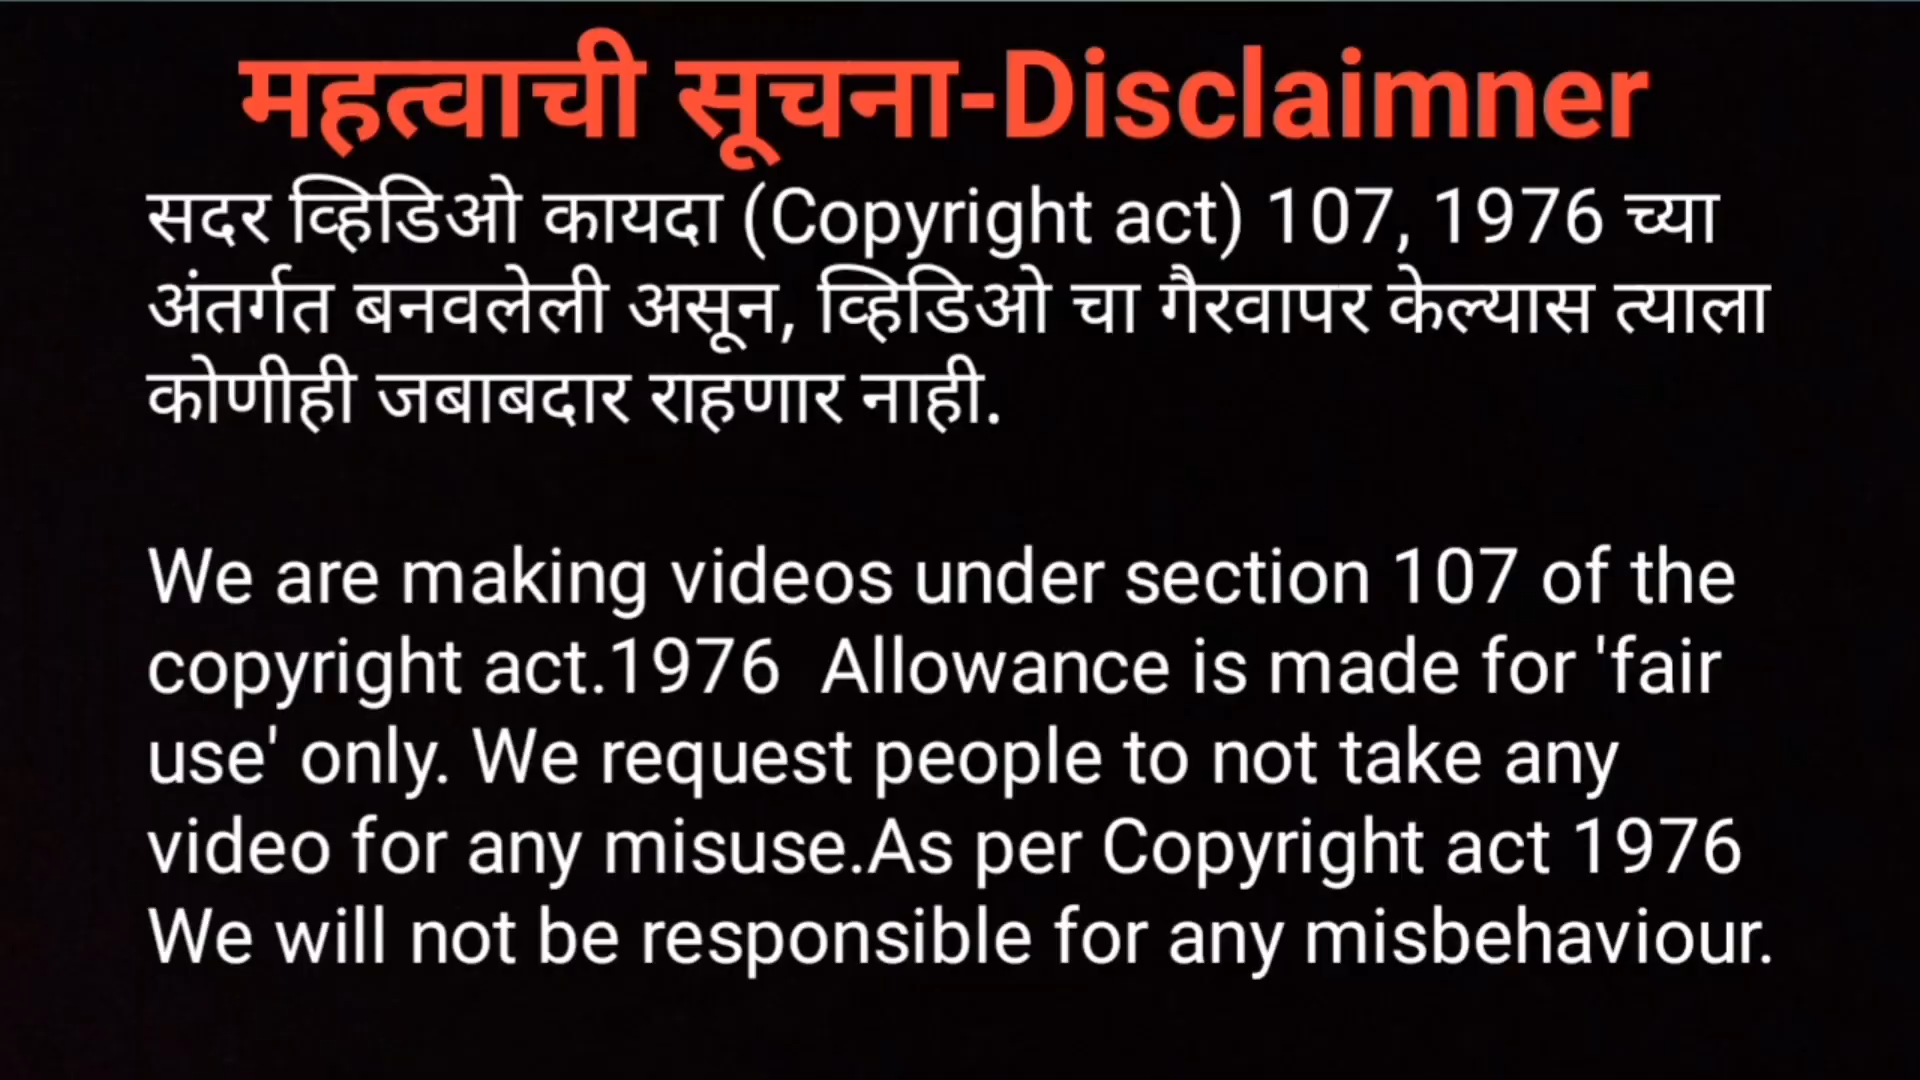 महत्वाची सूचना-Disclaimner
सदर व्हिडिओ कायदा (Copyright act) 107, 1976 च्या
अंतर्गत बनवलेली असून, व्हिडिओ चा गैरवापर केल्यास त्याला
कोणीही जबाबदार राहणार नाही.
We are making videos under section 107 of the
copyright act.1976  Allowance is made for 'fair
use' only. We request people to not take any
video for any misuse.As per Copyright act 1976
We will not be responsible for any misbehaviour.